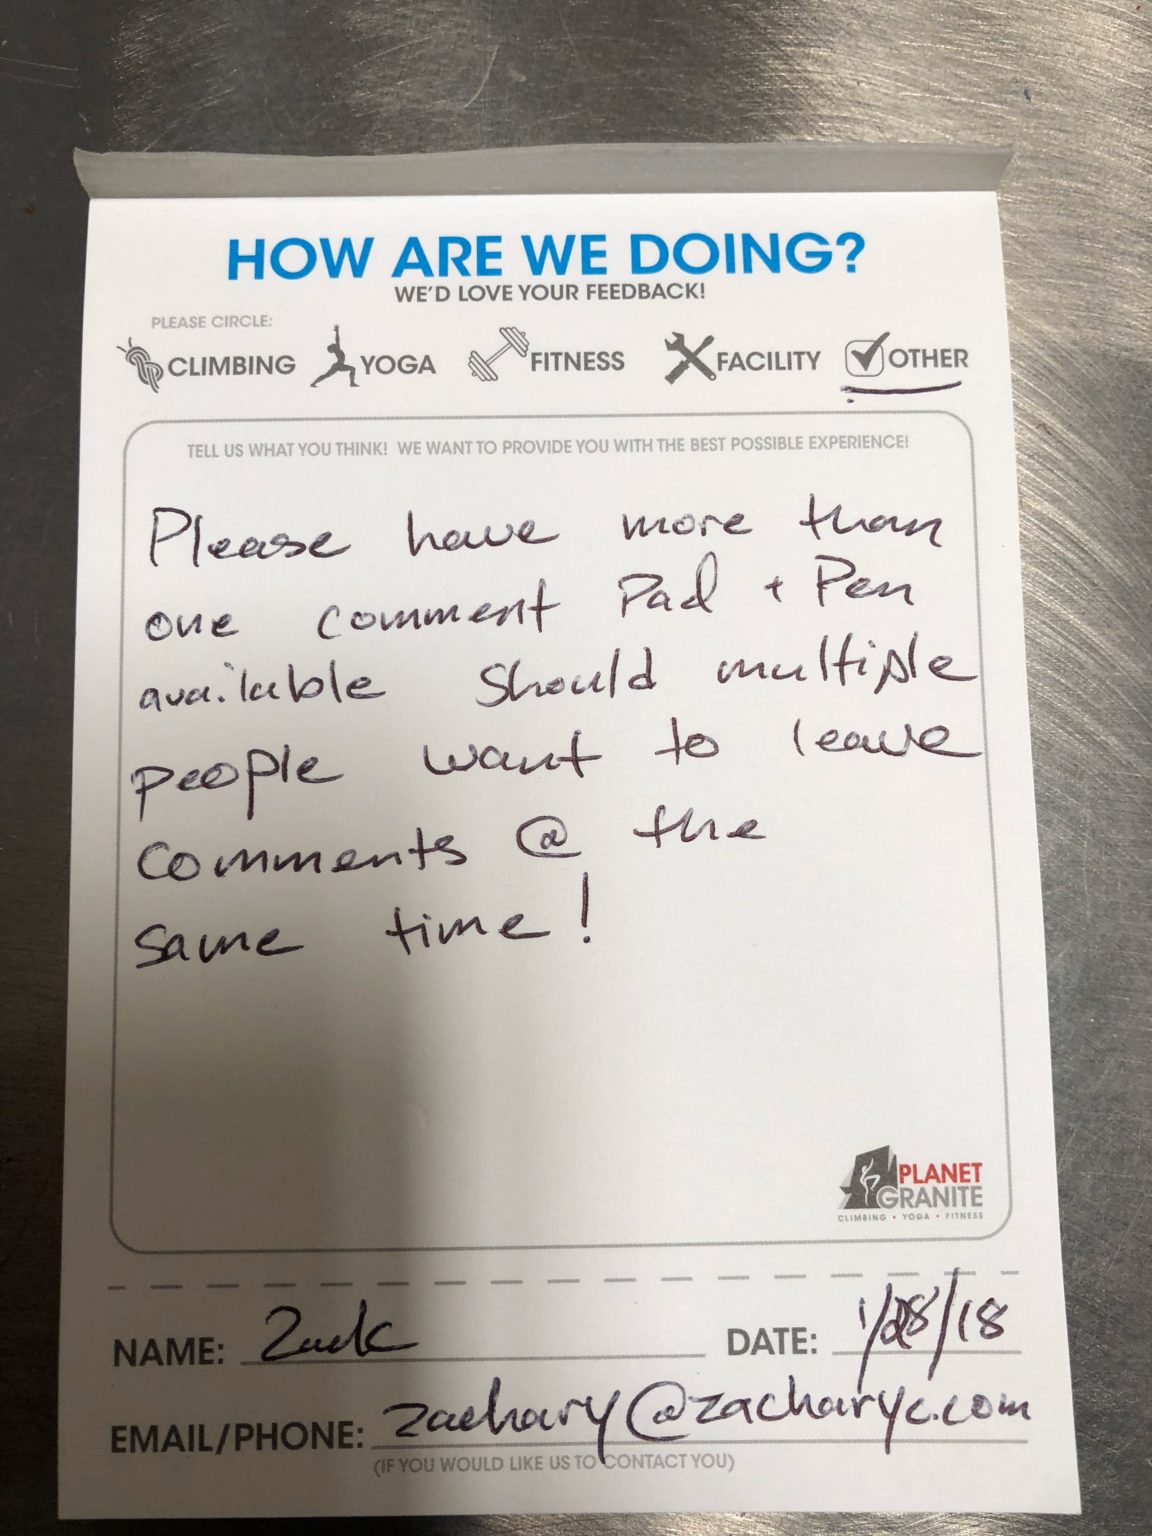 HOW ARE WE DOING?
WE'D LOVE YOUR FEEDBACK!
PLEASE CIRCLE:
CLIMBING YOGA FITNESS FACILITY OTHER
TELL US WHAT YOU THINK! WE WANT TO PROVIDE YOU WITH THE BEST POSSIBLE EXPERIENCE!
Please have more than
one comment Pad + Pen
available should multiple
people want to leave
comments @ the
same time!
PLANET
GRANITE
CLIMBING • YOGA • FITNESS
NAME: Zack DATE: 1/28/18
EMAIL/PHONE: zachary@zacharyc.com
(IF YOU WOULD LIKE US TO CONTACT YOU)